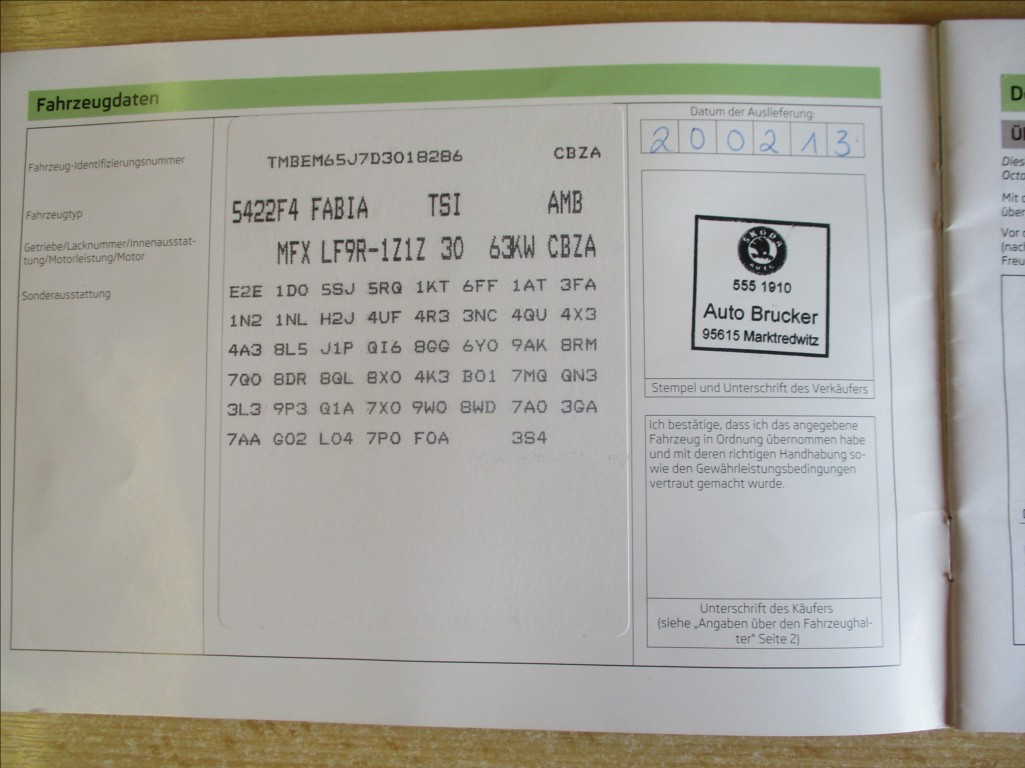 Fahrzeugdaten
Fahrzeug-Identifizierungsnummer
Fahrzeugtyp
Getriebe/Lacknummer/Innenausstat-
tung/Motorleistung/Motor
Sonderausstattung
TMBEM65J7D3018286 CBZA
5422F4 FABIA TSI AMB
MFX LF9R-1Z1Z 30 63KW CBZA
E2E 1D0 5SJ 5RQ 1KT 6FF 1AT 3FA
1N2 1NL H2J 4UF 4R3 3NC 4QU 4X3
4A3 8L5 J1P QI6 8GG 6Y0 9AK 8RM
7Q0 8DR 8QL 8X0 4K3 B01 7MG QN3
3L3 9P3 Q1A 7X0 9W0 8WD 7A0 3GA
7AA G02 L04 7P0 F0A 3S4
Datum der Auslieferung:
200213
ŠKODA
AUTO
555 1910
Auto Brucker
95615 Marktredwitz
Stempel und Unterschrift des Verkäufers
Ich bestätige, dass ich das angegebene
Fahrzeug in Ordnung übernommen habe
und mit deren richtigen Handhabung so-
wie den Gewährleistungsbedingungen
vertraut gemacht wurde.
Unterschrift des Käufers
(siehe „Angaben über den Fahrzeughal-
ter" Seite 2)